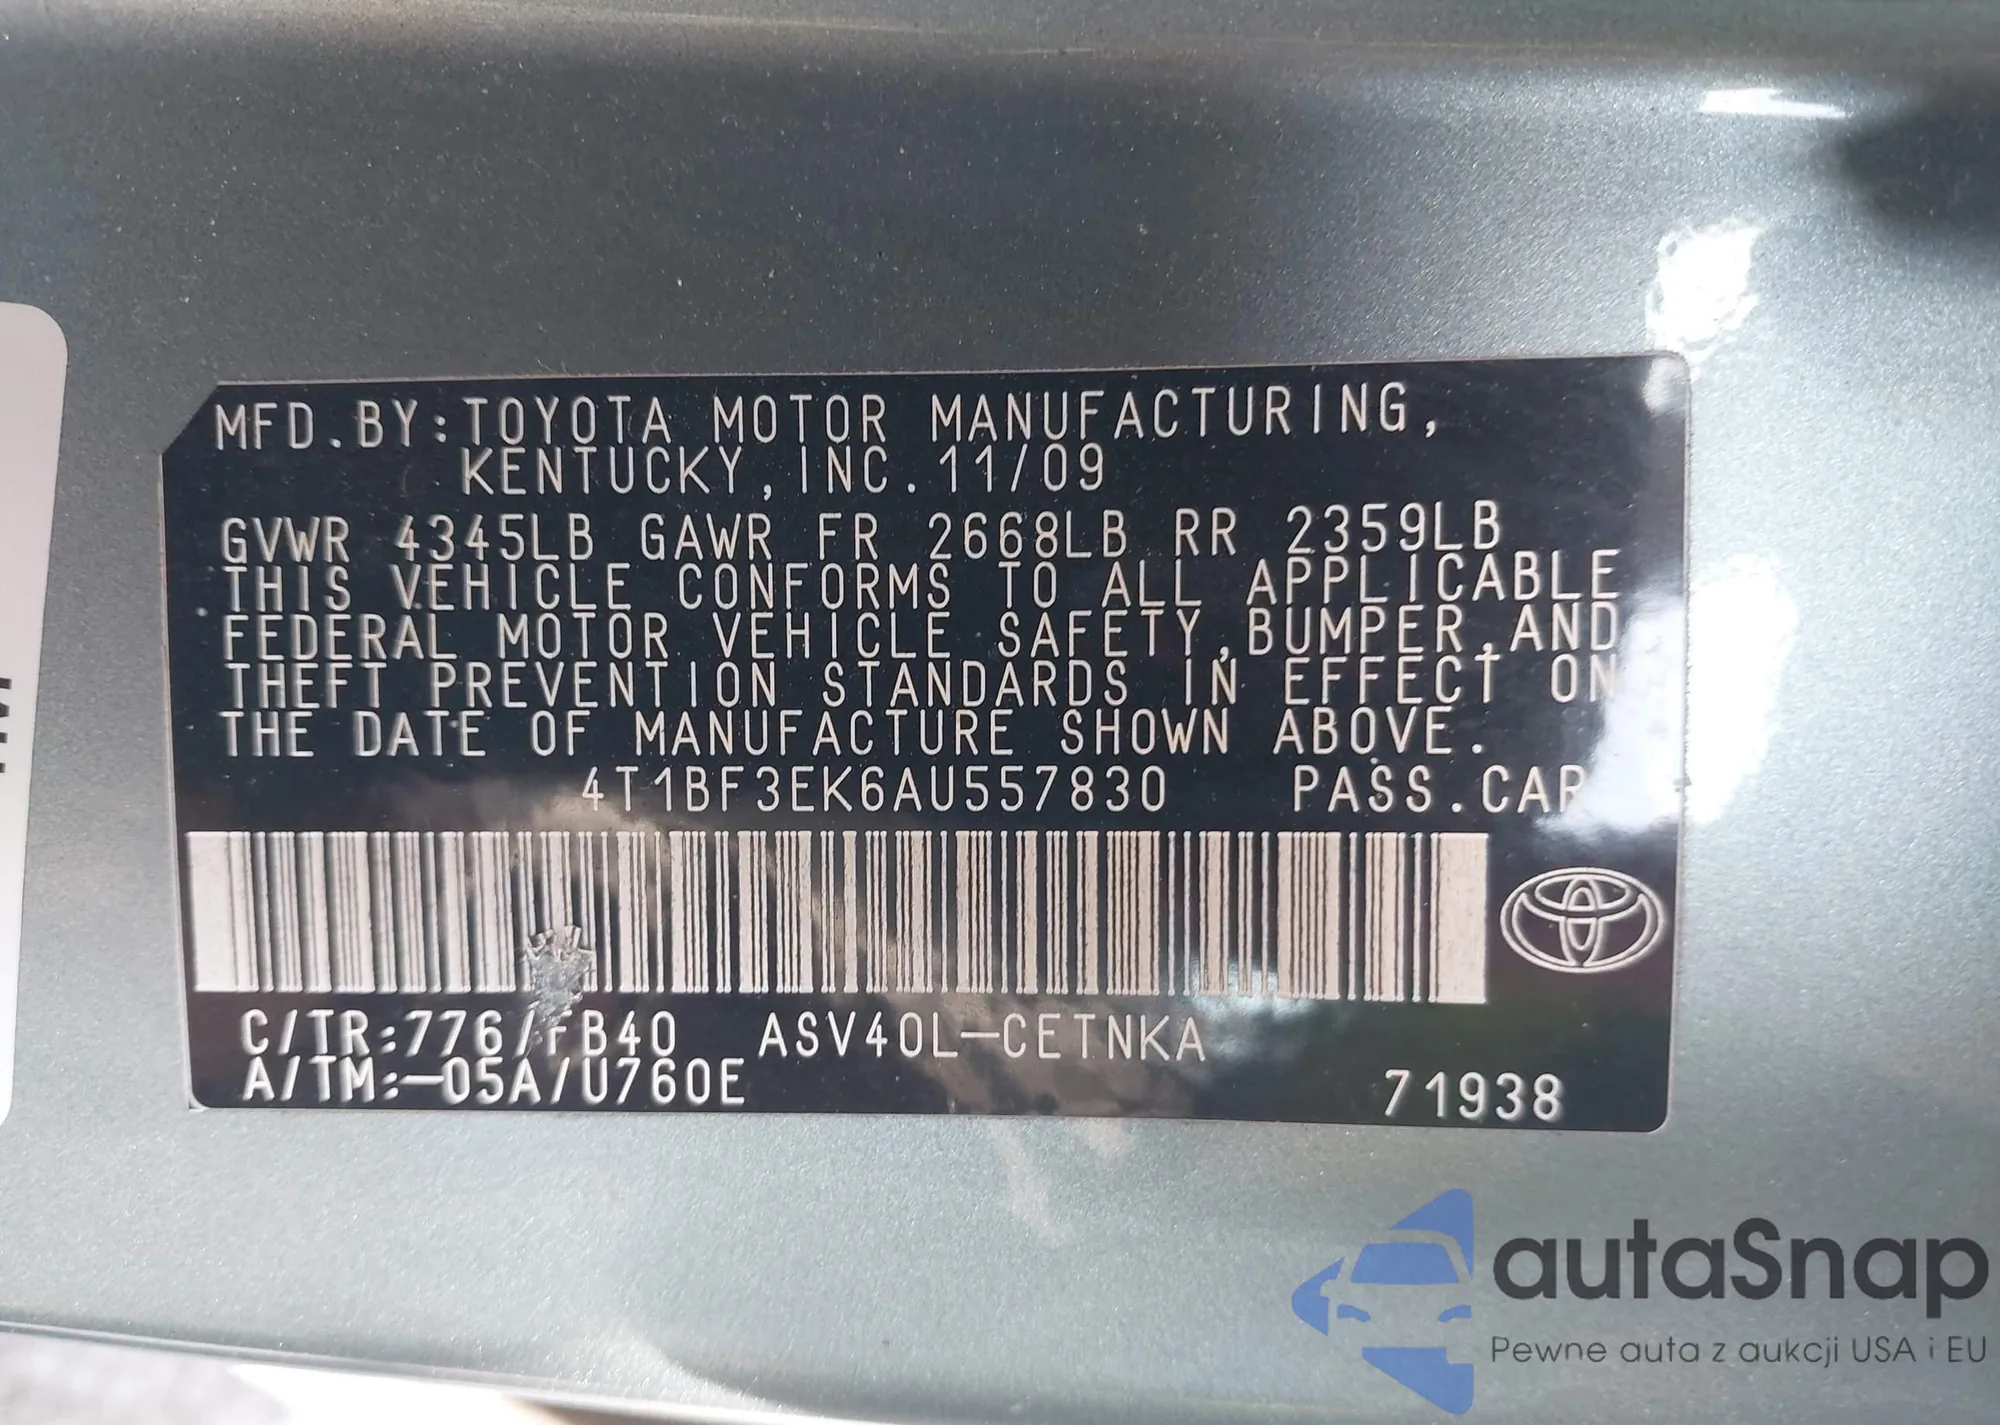 MFD.BY:TOYOTA MOTOR MANUFACTURING,
KENTUCKY,INC.11/09
GVWR 4345LB GAWR FR 2668LB RR 2359LB
THIS VEHICLE CONFORMS TO ALL APPLICABLE
FEDERAL MOTOR VEHICLE SAFETY,BUMPER,AND
THEFT PREVENTION STANDARDS IN EFFECT ON
THE DATE OF MANUFACTURE SHOWN ABOVE.
4T1BF3EK6AU557830 PASS.CAR
C/TR:776/FB40 ASV40L-CETNKA
A/TM:-05A/U760E
71938
autaSnap
Pewne auta z aukcji USA i EU